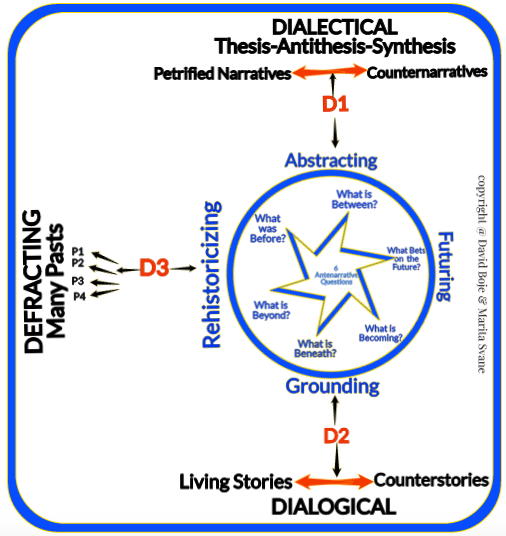 DIALECTICAL
Thesis-Antithesis-Synthesis
Petrified Narratives
Counternarratives
D1
Abstracting
What is
Between?
What
was
Before?
What Bets
on the
Future?
6
Antenarrative
Questions
What is
Beyond?
What is
Becoming?
What is
Beneath?
Rehistoricizing
Futuring
DEFRACTING
Many Pasts
P1
P2
P3
P4
D3
Grounding
D2
Living Stories
Counterstories
DIALOGICAL
copyright @ David Boje & Marita Svane